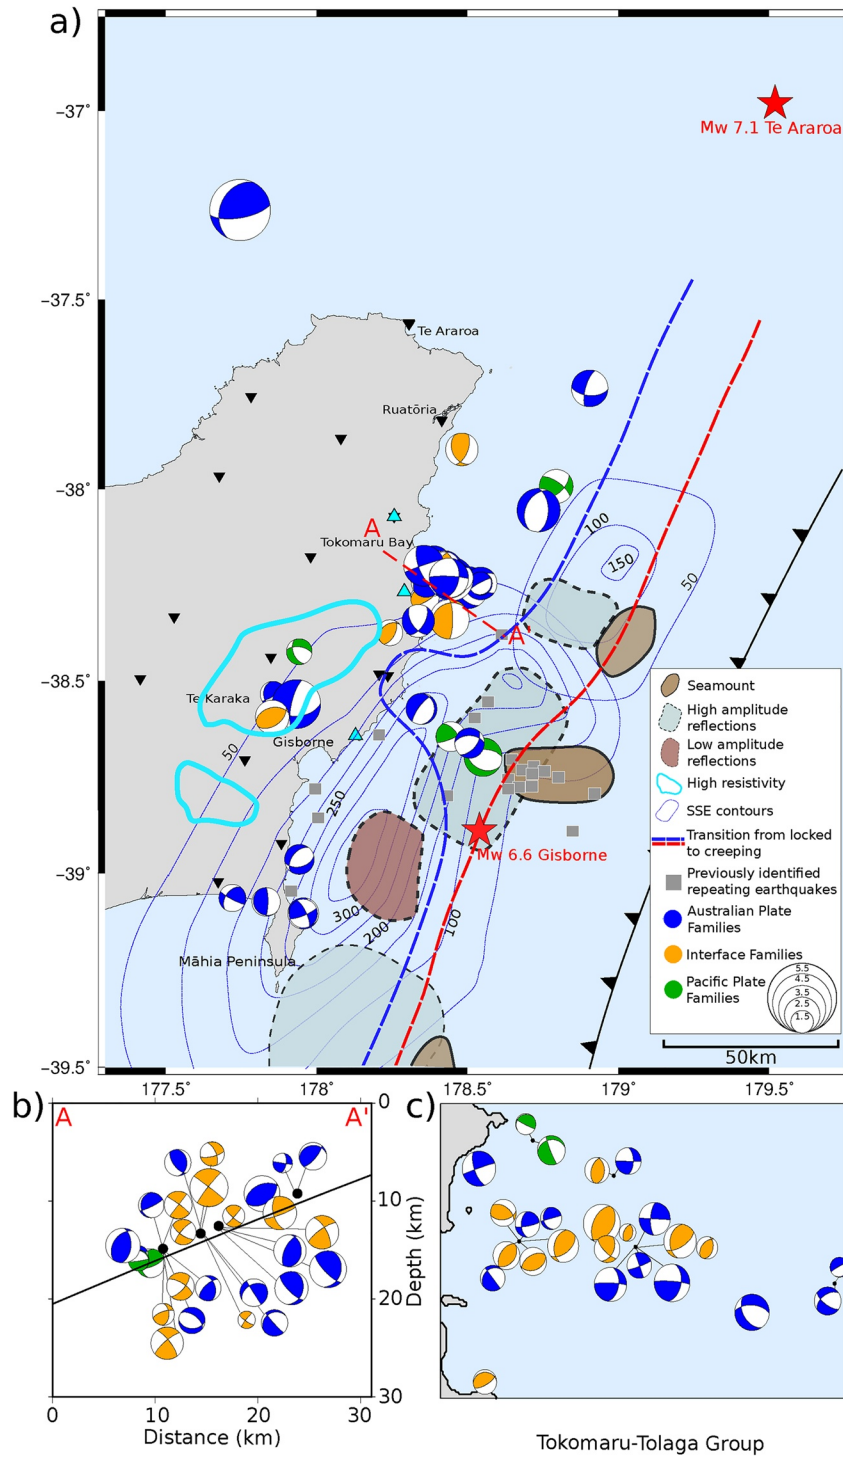 a)
−37˚
Mw 7.1 Te Araroa
−37.5˚
Te Araroa
Ruatōria
−38˚
A
Tokomaru Bay
100
150
50
A'
−38.5˚
Te Karaka
Gisborne
50
250
Mw 6.6 Gisborne
−39˚
300
200
100
Māhia Peninsula
−39.5˚
Seamount
High amplitude
reflections
Low amplitude
reflections
High resistivity
SSE contours
Transition from locked
to creeping
Previously identified
repeating earthquakes
Australian Plate
Families
Interface Families
Pacific Plate
Families
5.5
4.5
3.5
2.5
1.5
50km
177.5˚
178˚
178.5˚
179˚
179.5˚
b)
A
A'
0
10
20
30
Depth (km)
0
10
20
30
Distance (km)
c)
Tokomaru-Tolaga Group